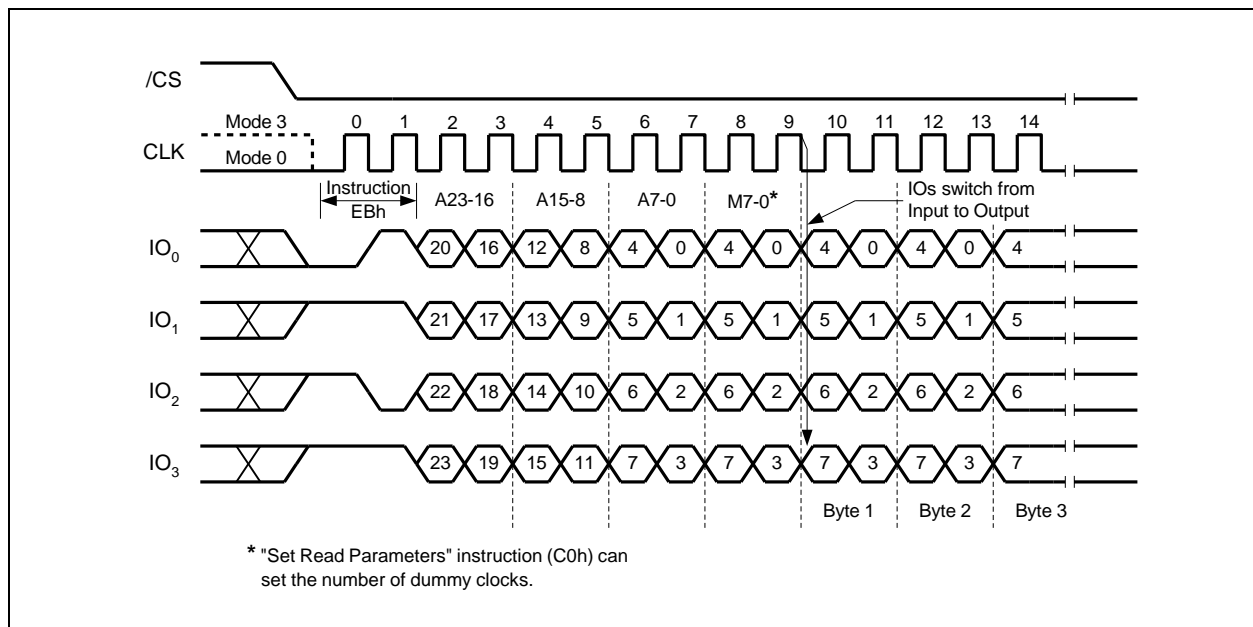 /CS
Mode 3 0 1 2 3 4 5 6 7 8 9 10 11 12 13 14
CLK Mode 0
Instruction A23-16 A15-8 A7-0 M7-0* IOs switch from
EBh Input to Output
IO0 20 16 12 8 4 0 4 0 4 0 4 0 4
IO1 21 17 13 9 5 1 5 1 5 1 5 1 5
IO2 22 18 14 10 6 2 6 2 6 2 6 2 6
IO3 23 19 15 11 7 3 7 3 7 3 7 3 7
Byte 1 Byte 2 Byte 3
* "Set Read Parameters" instruction (C0h) can
set the number of dummy clocks.